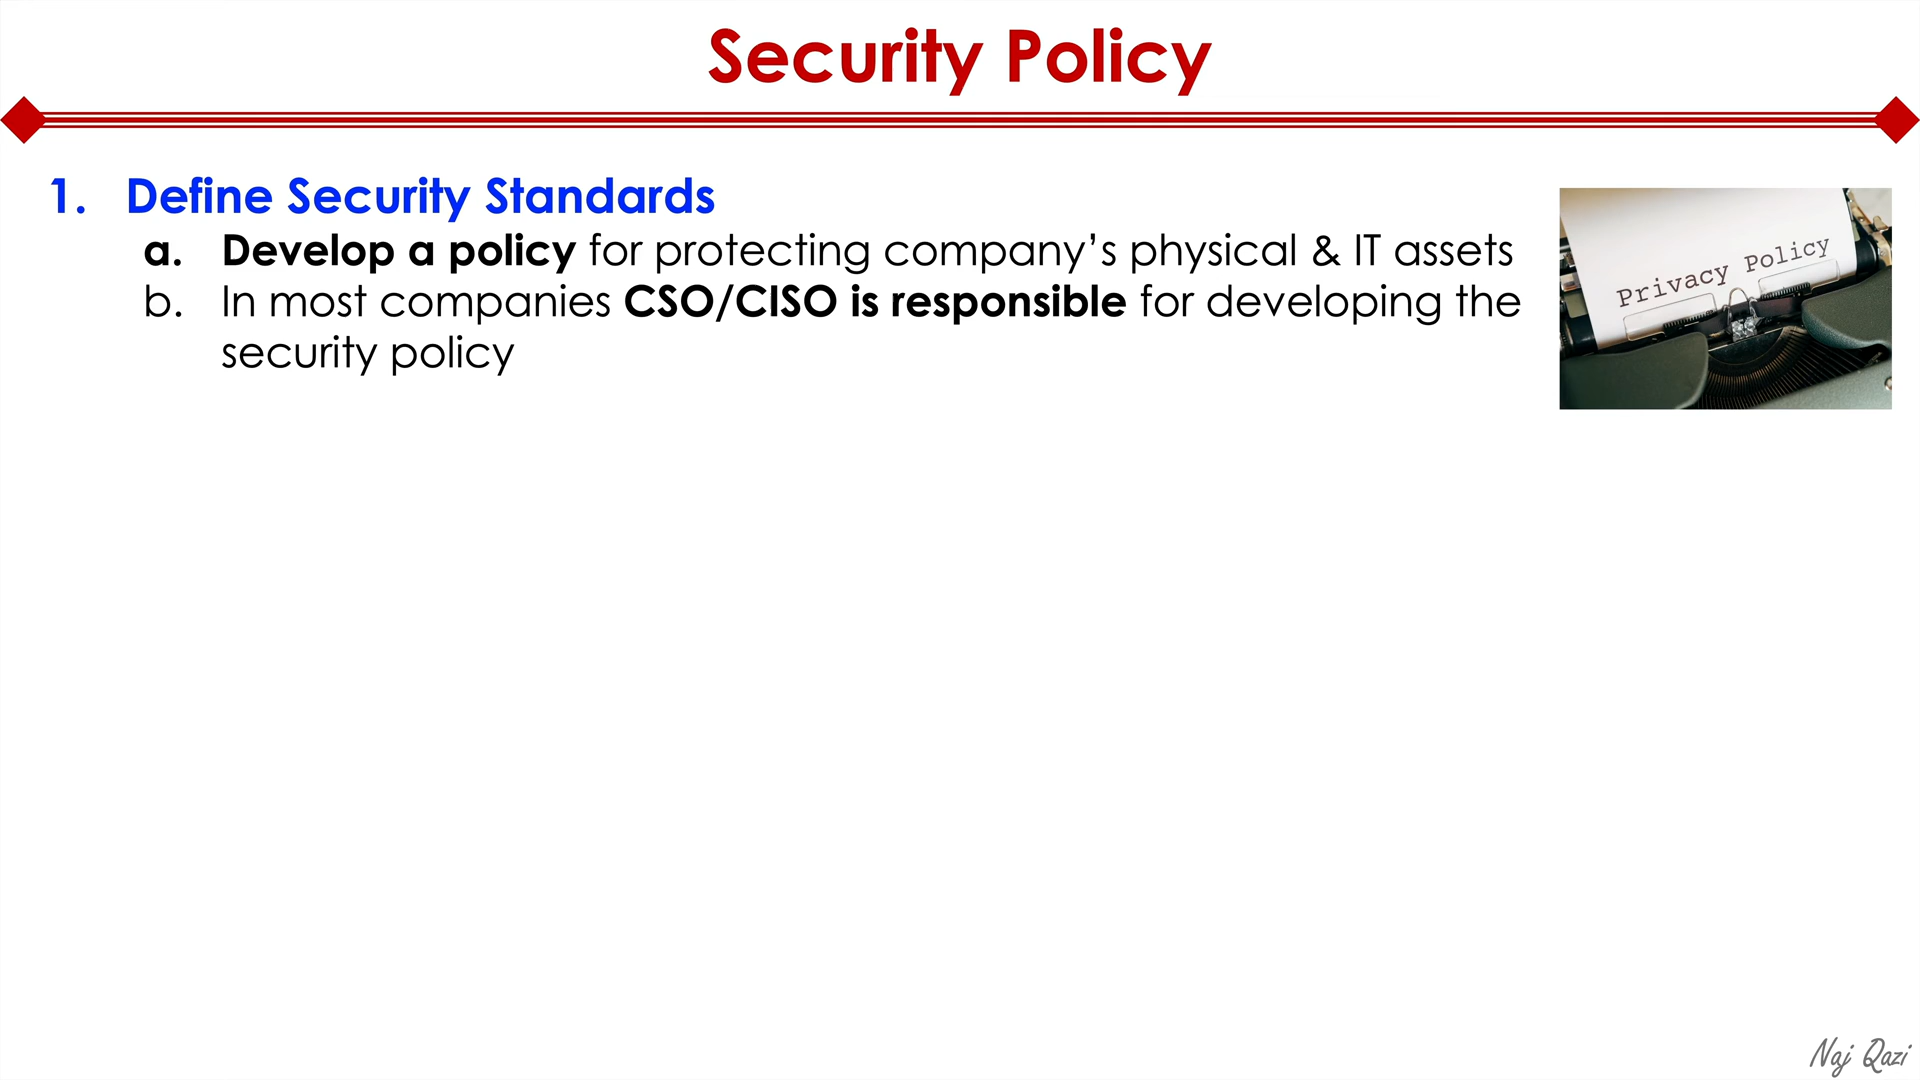 Security Policy
1. Define Security Standards
a. Develop a policy for protecting company’s physical & IT assets
b. In most companies CSO/CISO is responsible for developing the
security policy
Privacy Policy
Naj Qazi